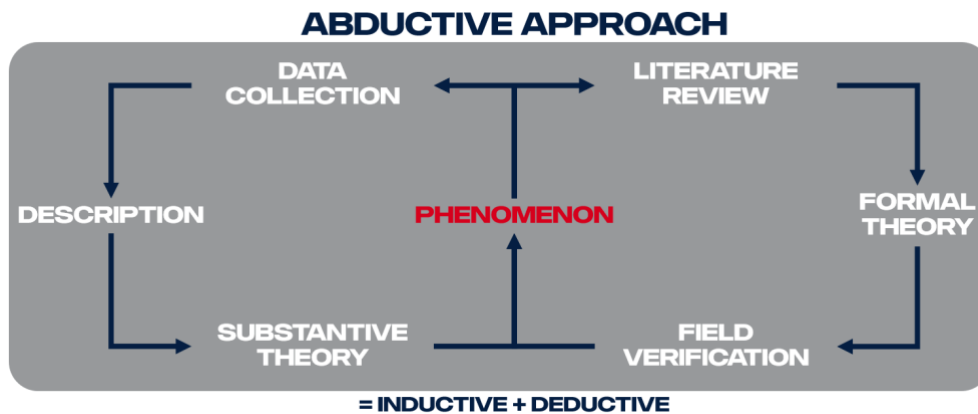 ABDUCTIVE APPROACH
DATA
COLLECTION
LITERATURE
REVIEW
DESCRIPTION
PHENOMENON
FORMAL
THEORY
SUBSTANTIVE
THEORY
FIELD
VERIFICATION
= INDUCTIVE + DEDUCTIVE